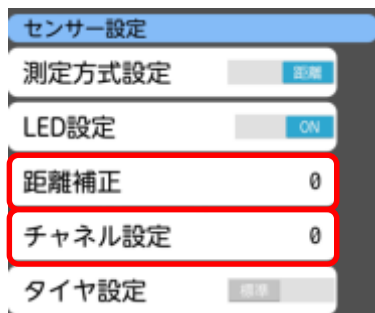 センサー設定
測定方式設定 距離
LED設定 ON
距離補正 0
チャネル設定 0
タイヤ設定 標準